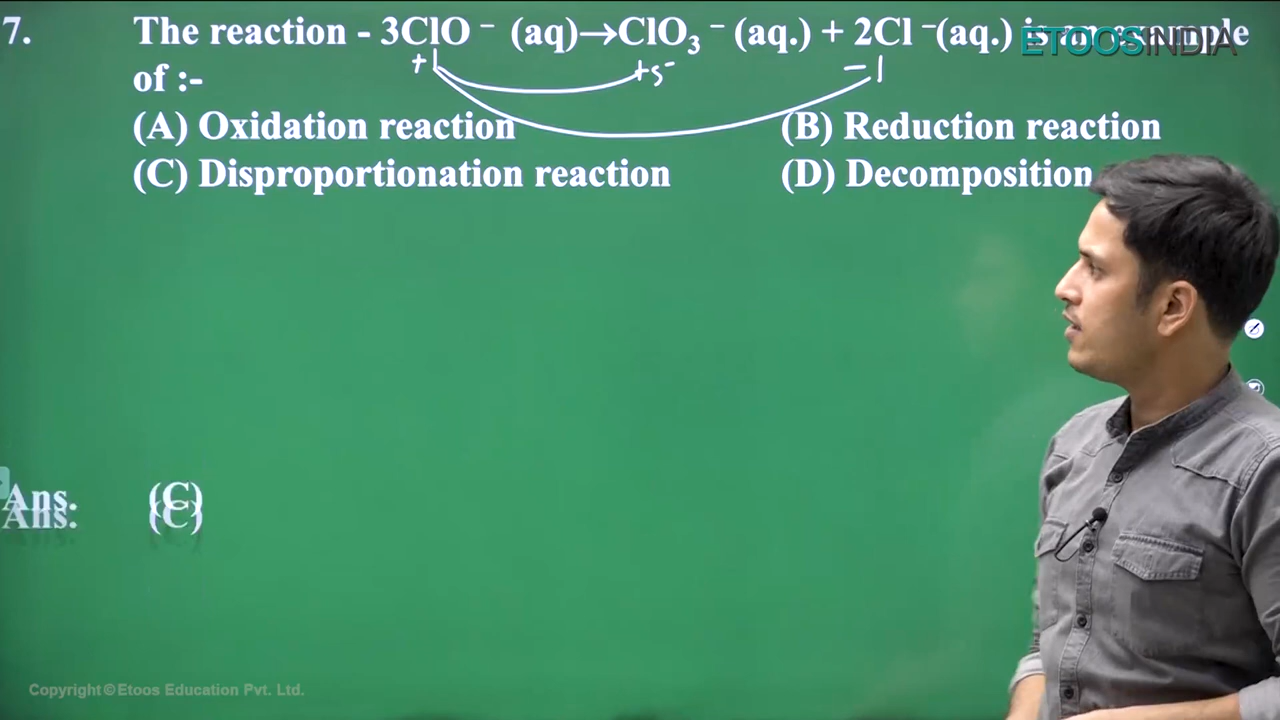 7. The reaction - 3ClO⁻ (aq)→ClO₃⁻ (aq.) + 2Cl⁻(aq.) is an example
ETOOSINDIA
+1 +5 -1
of :-
(A) Oxidation reaction (B) Reduction reaction
(C) Disproportionation reaction (D) Decomposition
Ans. (C)
Ans. (C)
Copyright © Etoos Education Pvt. Ltd.